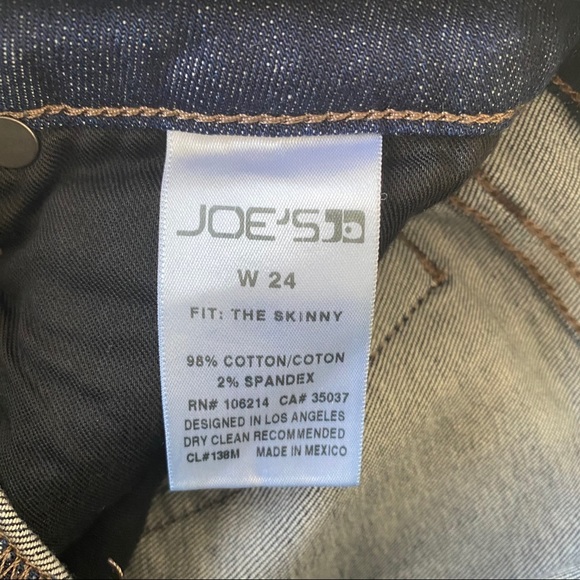 JOE'S JD
W 24
FIT: THE SKINNY
98% COTTON/COTON
2% SPANDEX
RN# 106214 CA# 35037
DESIGNED IN LOS ANGELES
DRY CLEAN RECOMMENDED
CL#138M MADE IN MEXICO